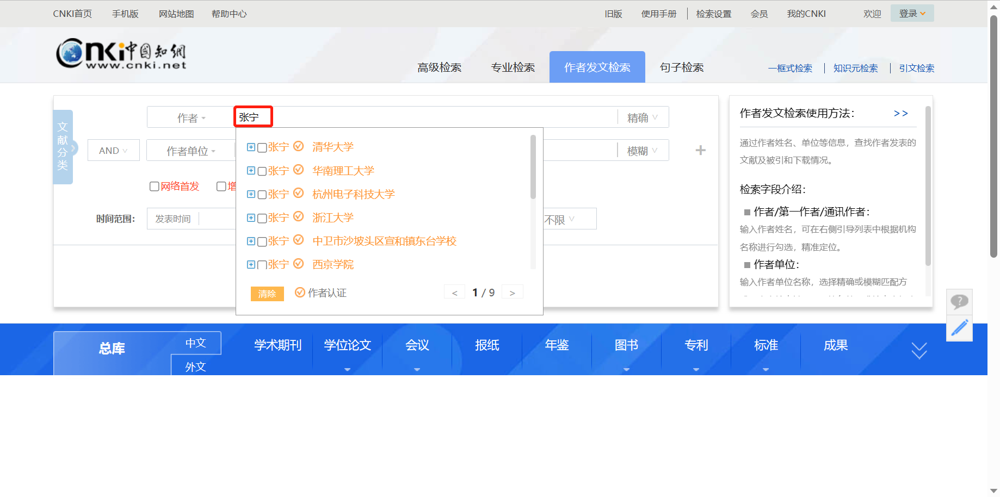 CNKI首页 手机版 网站地图 帮助中心 旧版 使用手册 检索设置 会员 我的CNKI 欢迎 登录
CNKI中国知網
www.cnki.net
高级检索 专业检索 作者发文检索 句子检索 一框式检索 知识元检索 引文检索
文献分类
作者 张宁 精确
AND 作者单位 模糊
网络首发 增
时间范围： 发表时间 不限
张宁 清华大学
张宁 华南理工大学
张宁 杭州电子科技大学
张宁 浙江大学
张宁 中卫市沙坡头区宣和镇东台学校
张宁 西京学院
清除 作者认证 < 1 / 9 >
作者发文检索使用方法： >>
通过作者姓名、单位等信息，查找作者发表的
文献及被引和下载情况。
检索字段介绍：
作者/第一作者/通讯作者：
输入作者姓名，可在右侧引导列表中根据机构
名称进行勾选，精准定位。
作者单位：
输入作者单位名称，选择精确或模糊匹配方
总库 中文 外文 学术期刊 学位论文 会议 报纸 年鉴 图书 专利 标准 成果